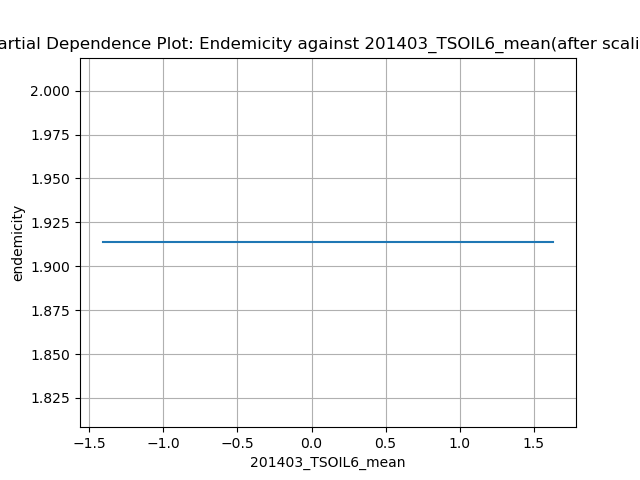 artial Dependence Plot: Endemicity against 201403_TSOIL6_mean(after scali
2.000
1.975
1.950
1.925
1.900
1.875
1.850
1.825
endemicity
−1.5 −1.0 −0.5 0.0 0.5 1.0 1.5
201403_TSOIL6_mean